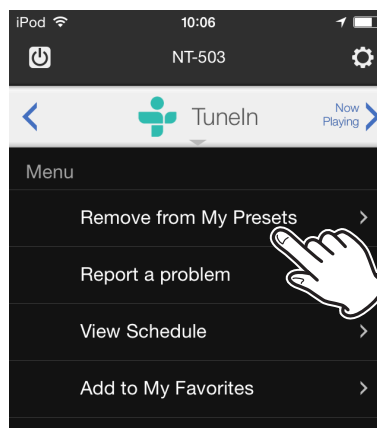 iPod 10:06
NT-503
TuneIn
Now
Playing
Menu
Remove from My Presets
Report a problem
View Schedule
Add to My Favorites